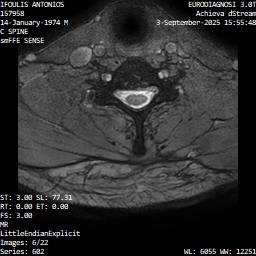 IFOULIS ANTONIOS
EURODIAGNOSI 3.0T
157958
Achieva dStream
14-January-1974 M
3-September-2025 15:55:48
C SPINE
smFFE SENSE
ST: 3.00 SL: 77.31
RT: 0.00 ET: 0.00
FS: 3.00
MR
LittleEndianExplicit
Images: 6/22
Series: 602
WL: 6055 WW: 12251